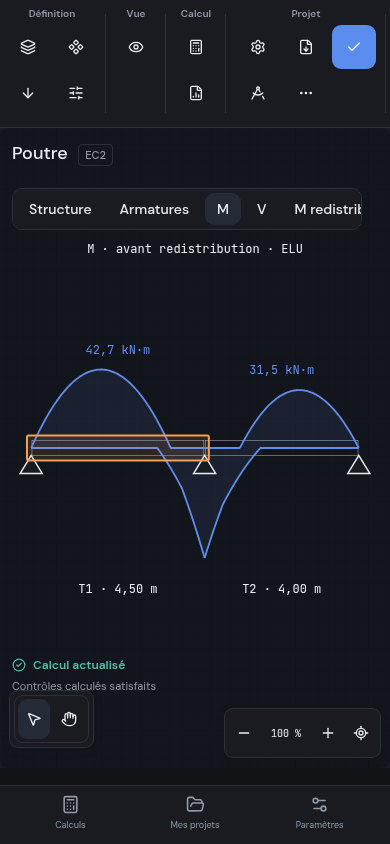 Définition
Vue
Calcul
Projet
Poutre
EC2
Structure
Armatures
M
V
M redistrib
M · avant redistribution · ELU
42,7 kN·m
31,5 kN·m
T1 · 4,50 m
T2 · 4,00 m
Calcul actualisé
Contrôles calculés satisfaits
100 %
Calculs
Mes projets
Paramètres